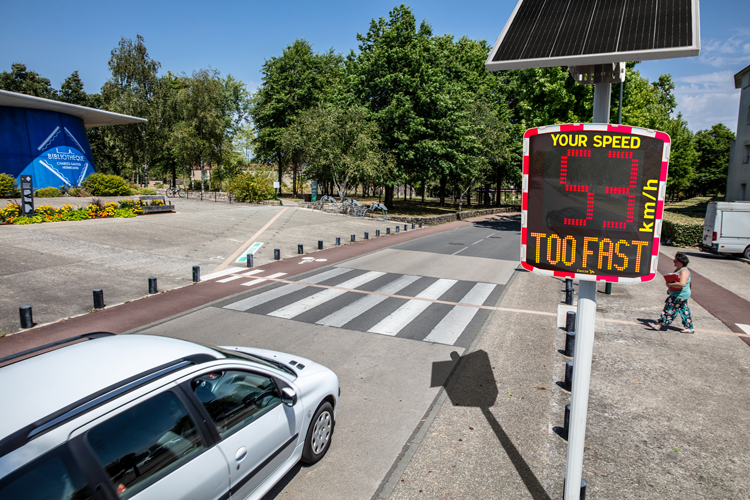 YOUR SPEED
53
km/h
TOO FAST
BIBLIOTHÈQUE